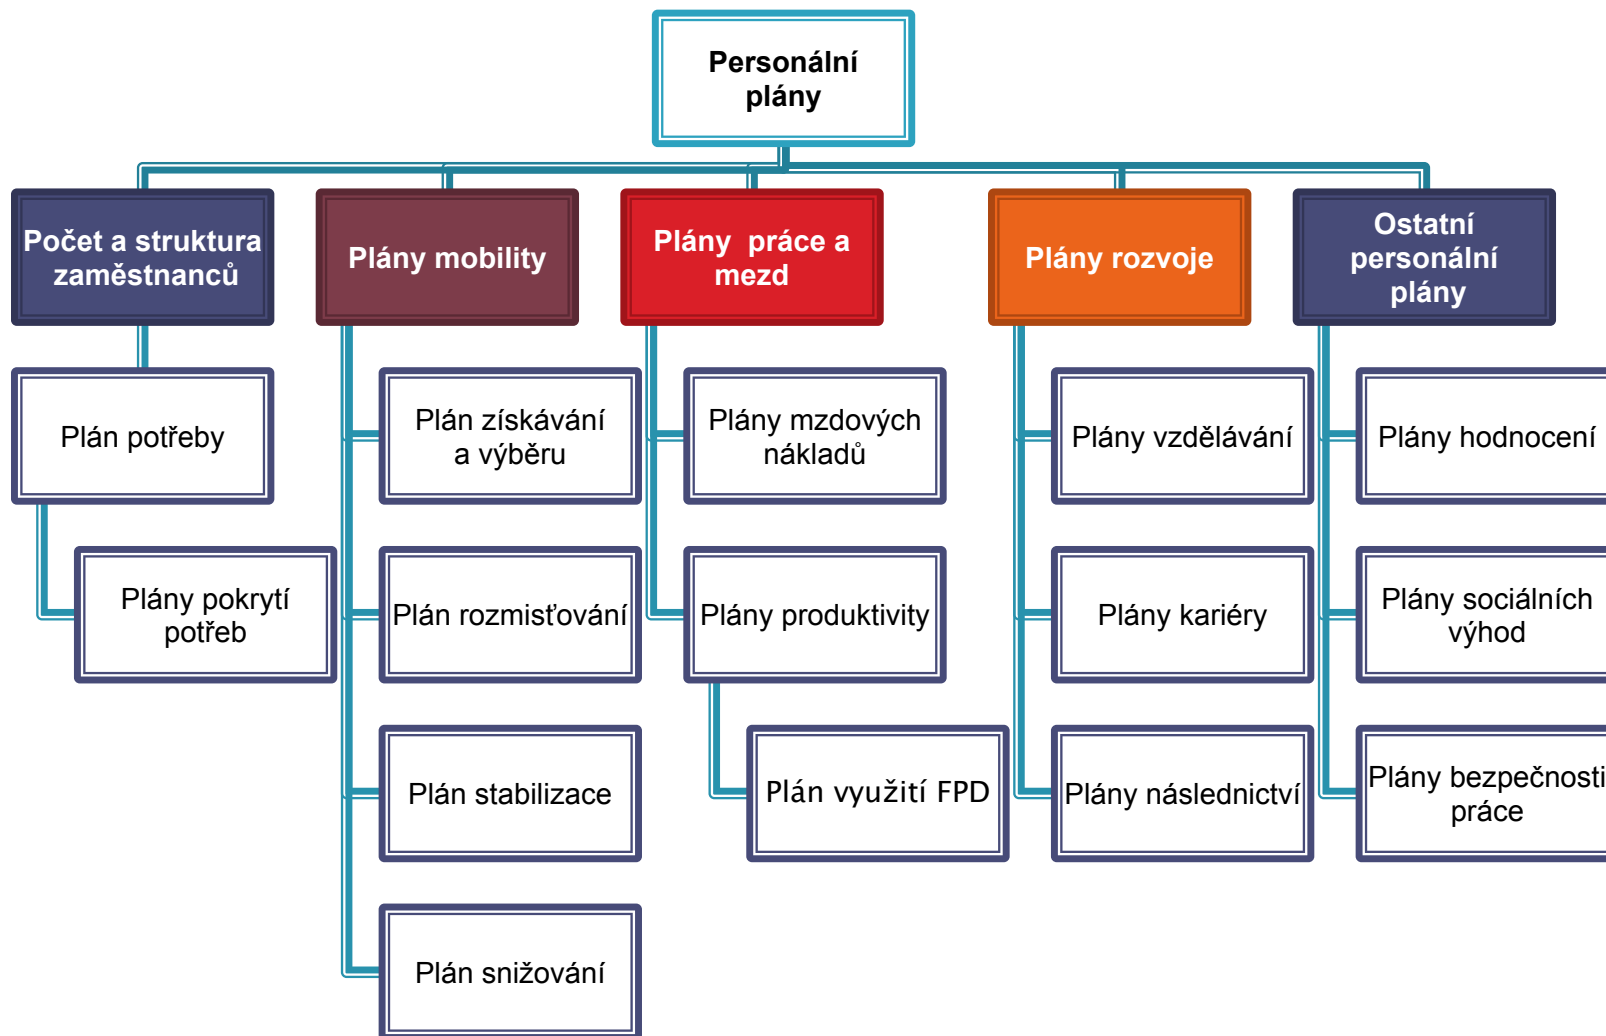 Personální
plány
Počet a struktura
zaměstnanců
Plány mobility
Plány  práce a
mezd
Plány rozvoje
Ostatní
personální
plány
Plán potřeby
Plány pokrytí
potřeb
Plán získávání
a výběru
Plán rozmisťování
Plán stabilizace
Plán snižování
Plány mzdových
nákladů
Plány produktivity
Plán využití FPD
Plány vzdělávání
Plány kariéry
Plány následnictví
Plány hodnocení
Plány sociálních
výhod
Plány bezpečnosti
práce